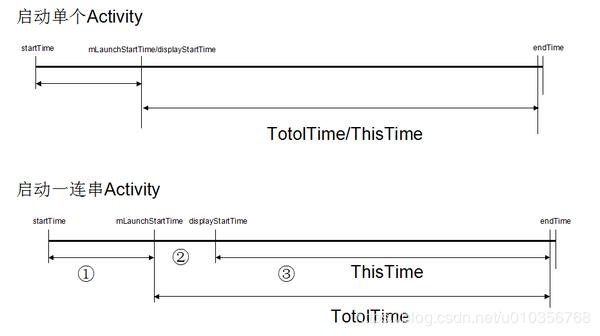 启动单个Activity
startTime
mLaunchStartTime/displayStartTime
endTime
TotolTime/ThisTime
启动一连串Activity
startTime
mLaunchStartTime
displayStartTime
endTime
①
②
③
ThisTime
TotolTime
https://blog.csdn.net/u010356768